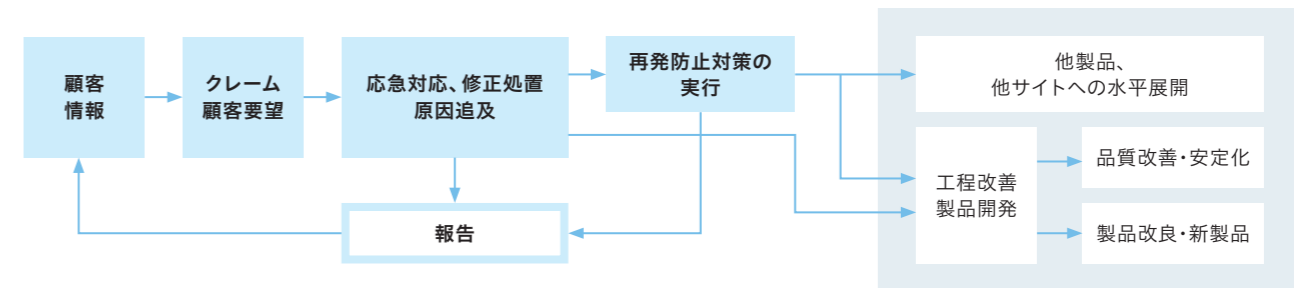 顧客
情報
クレーム
顧客要望
応急対応、修正処置
原因追及
再発防止対策の
実行
報告
他製品、
他サイトへの水平展開
工程改善
製品開発
品質改善・安定化
製品改良・新製品